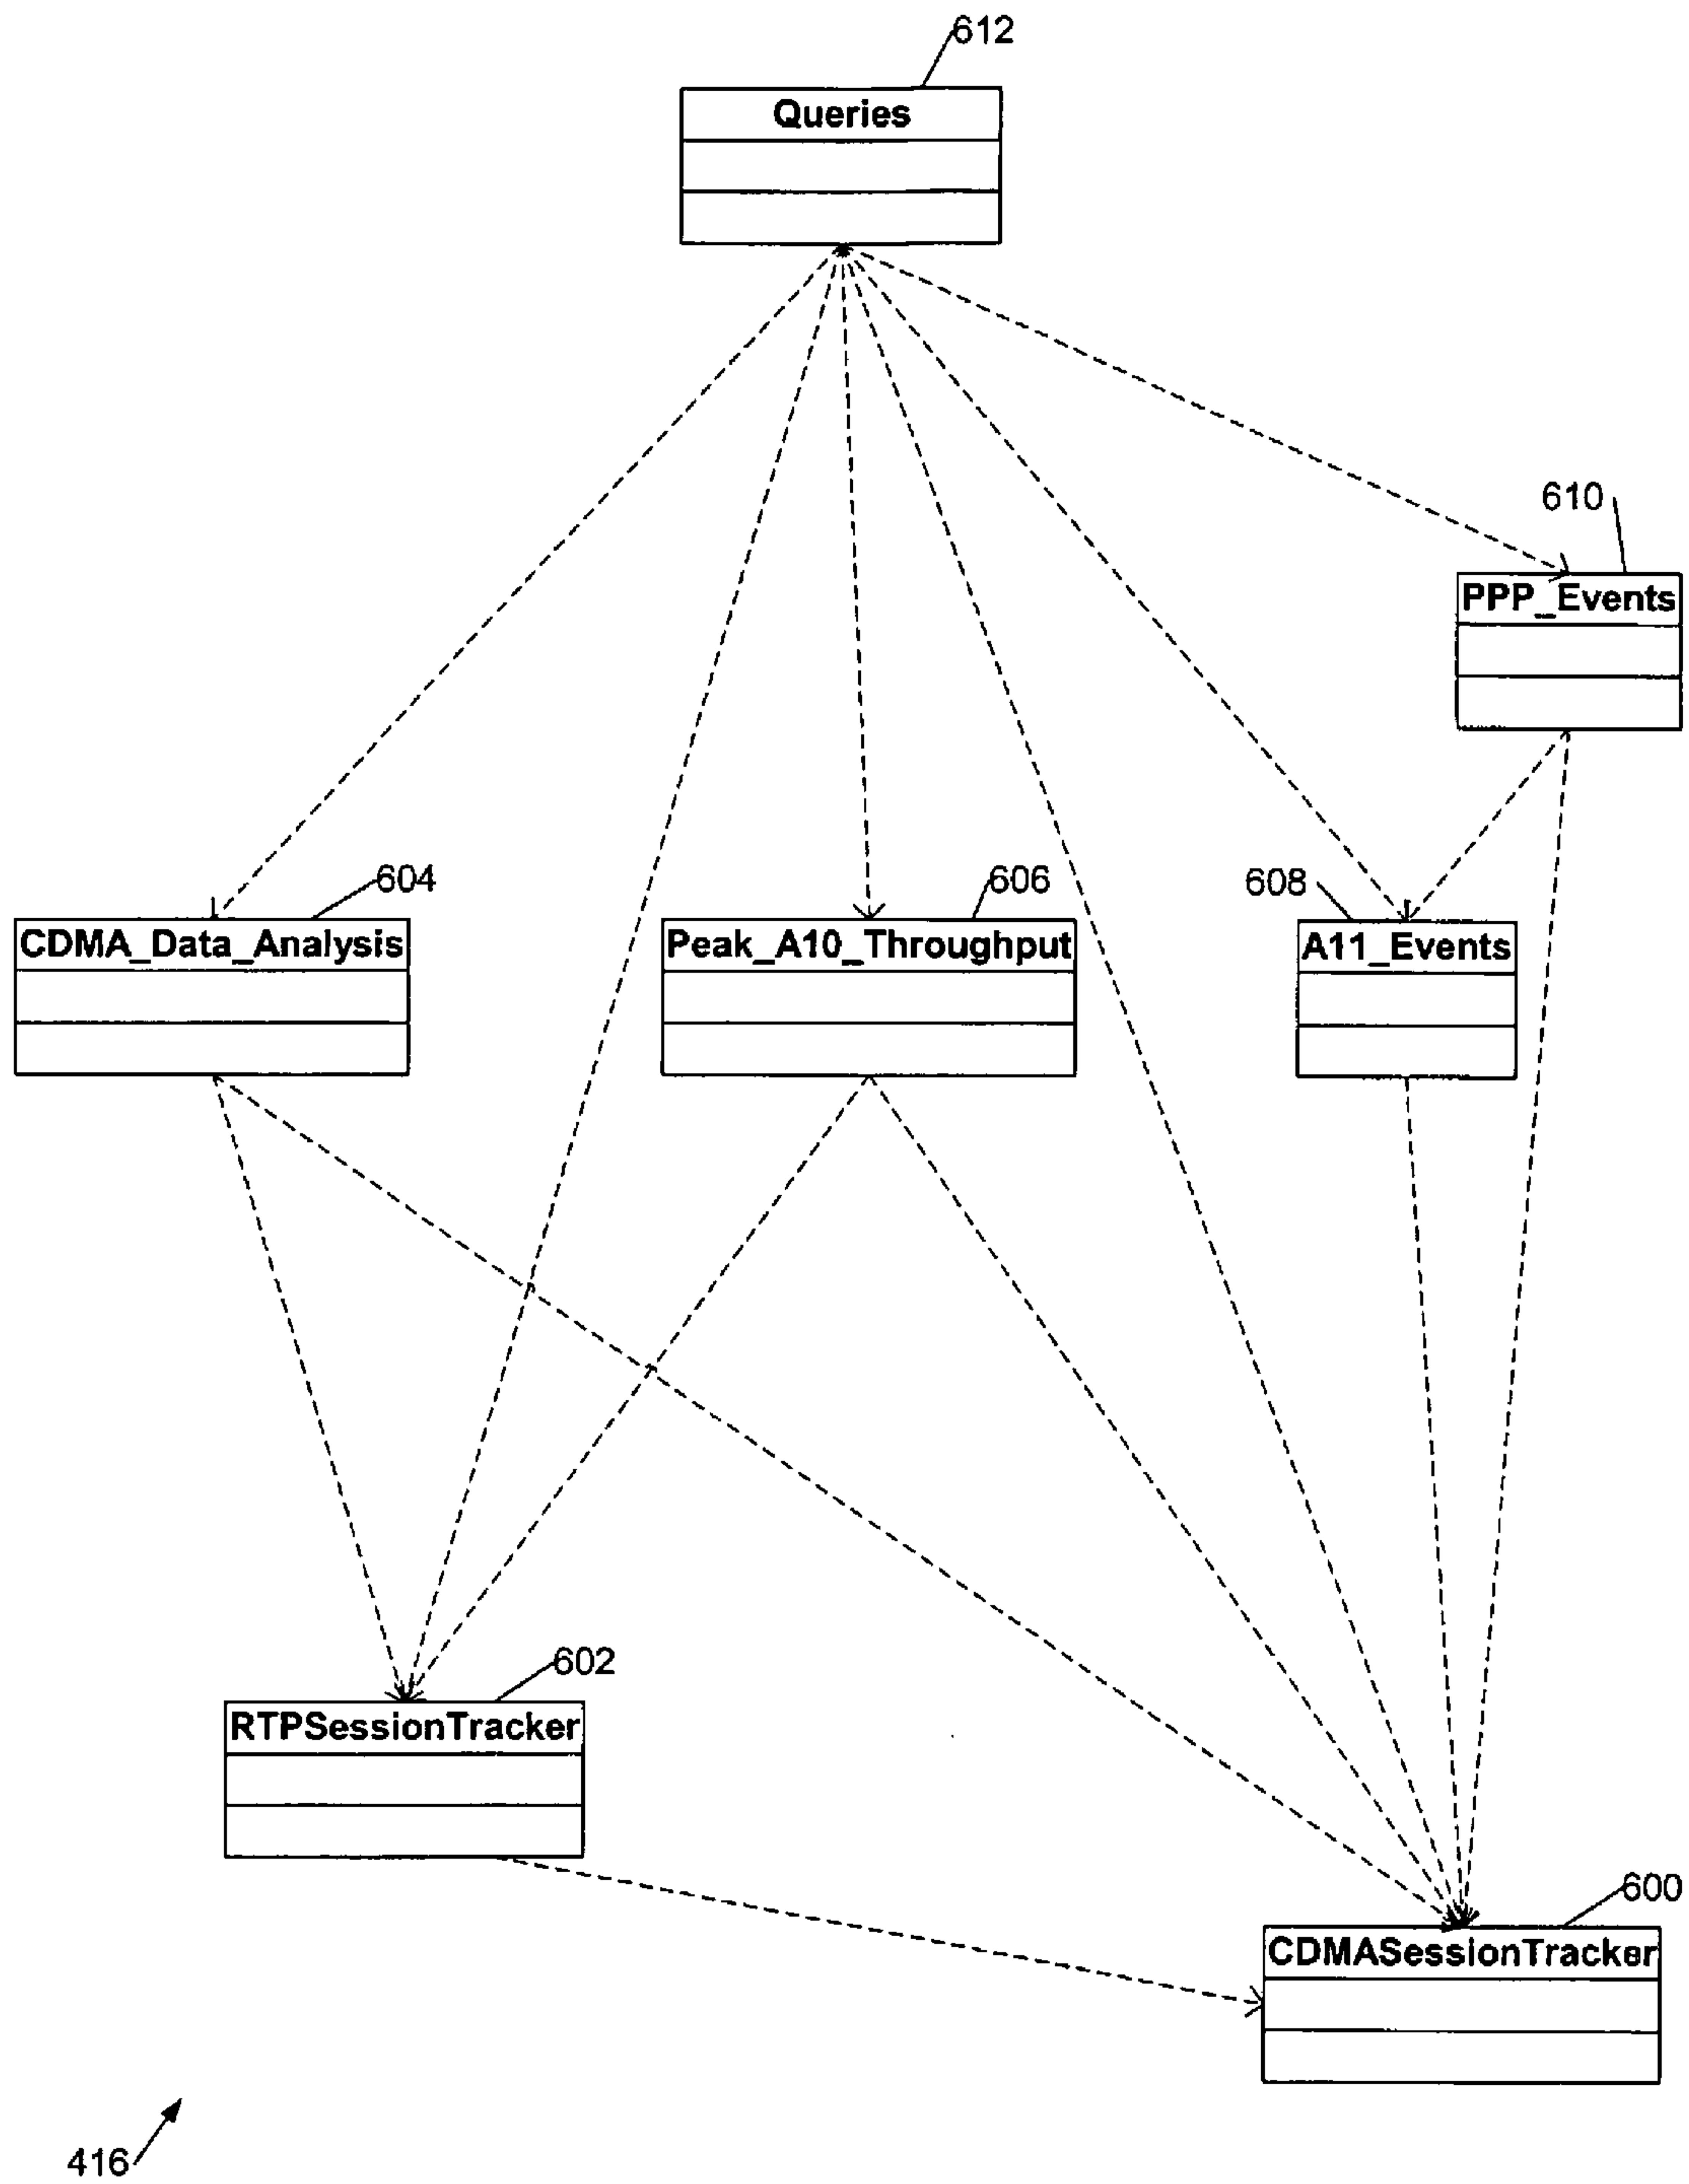 612
Queries
610
PPP_Events
604
606
608
CDMA_Data_Analysis
Peak_A10_Throughput
A11_Events
602
RTPSessionTracker
600
CDMASessionTracker
416